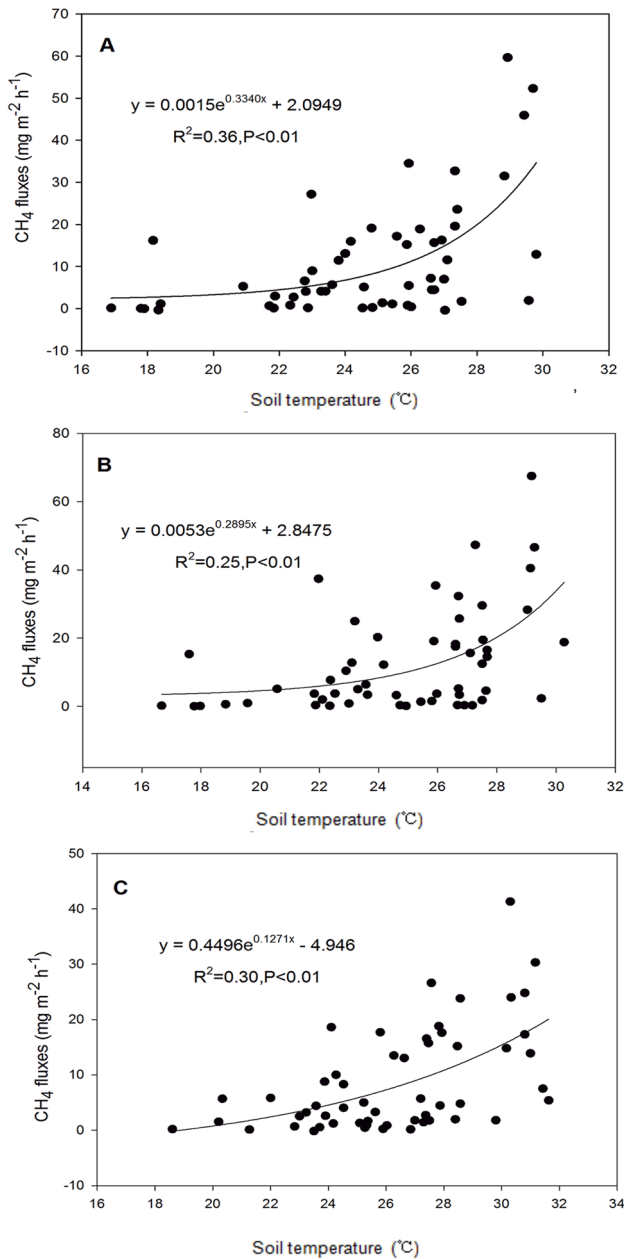 A
y = 0.0015e^0.3340x + 2.0949
R²=0.36,P<0.01
CH₄ fluxes (mg m⁻² h⁻¹)
70
60
50
40
30
20
10
0
-10
16 18 20 22 24 26 28 30 32
Soil temperature (℃)
,
B
y = 0.0053e^0.2895x + 2.8475
R²=0.25,P<0.01
CH₄ fluxes (mg m⁻² h⁻¹)
80
60
40
20
0
14 16 18 20 22 24 26 28 30 32
Soil temperature (℃)
C
y = 0.4496e^0.1271x - 4.946
R²=0.30,P<0.01
CH₄ fluxes (mg m⁻² h⁻¹)
50
40
30
20
10
0
-10
16 18 20 22 24 26 28 30 32 34
Soil temperature (℃)